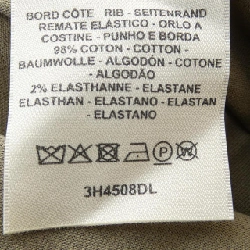 BORD CÔTE RIB - SEITENRAND
REMATE ELÁSTICO - ORLO A
COSTINE - PUNHO E BORDA
98% COTON - COTTON -
BAUMWOLLE - ALGODÓN - COTONE
- ALGODÃO
2% ELASTHANNE - ELASTANE
ELASTHAN - ELASTANO - ELASTAN
- ELASTANO
3H4508DL